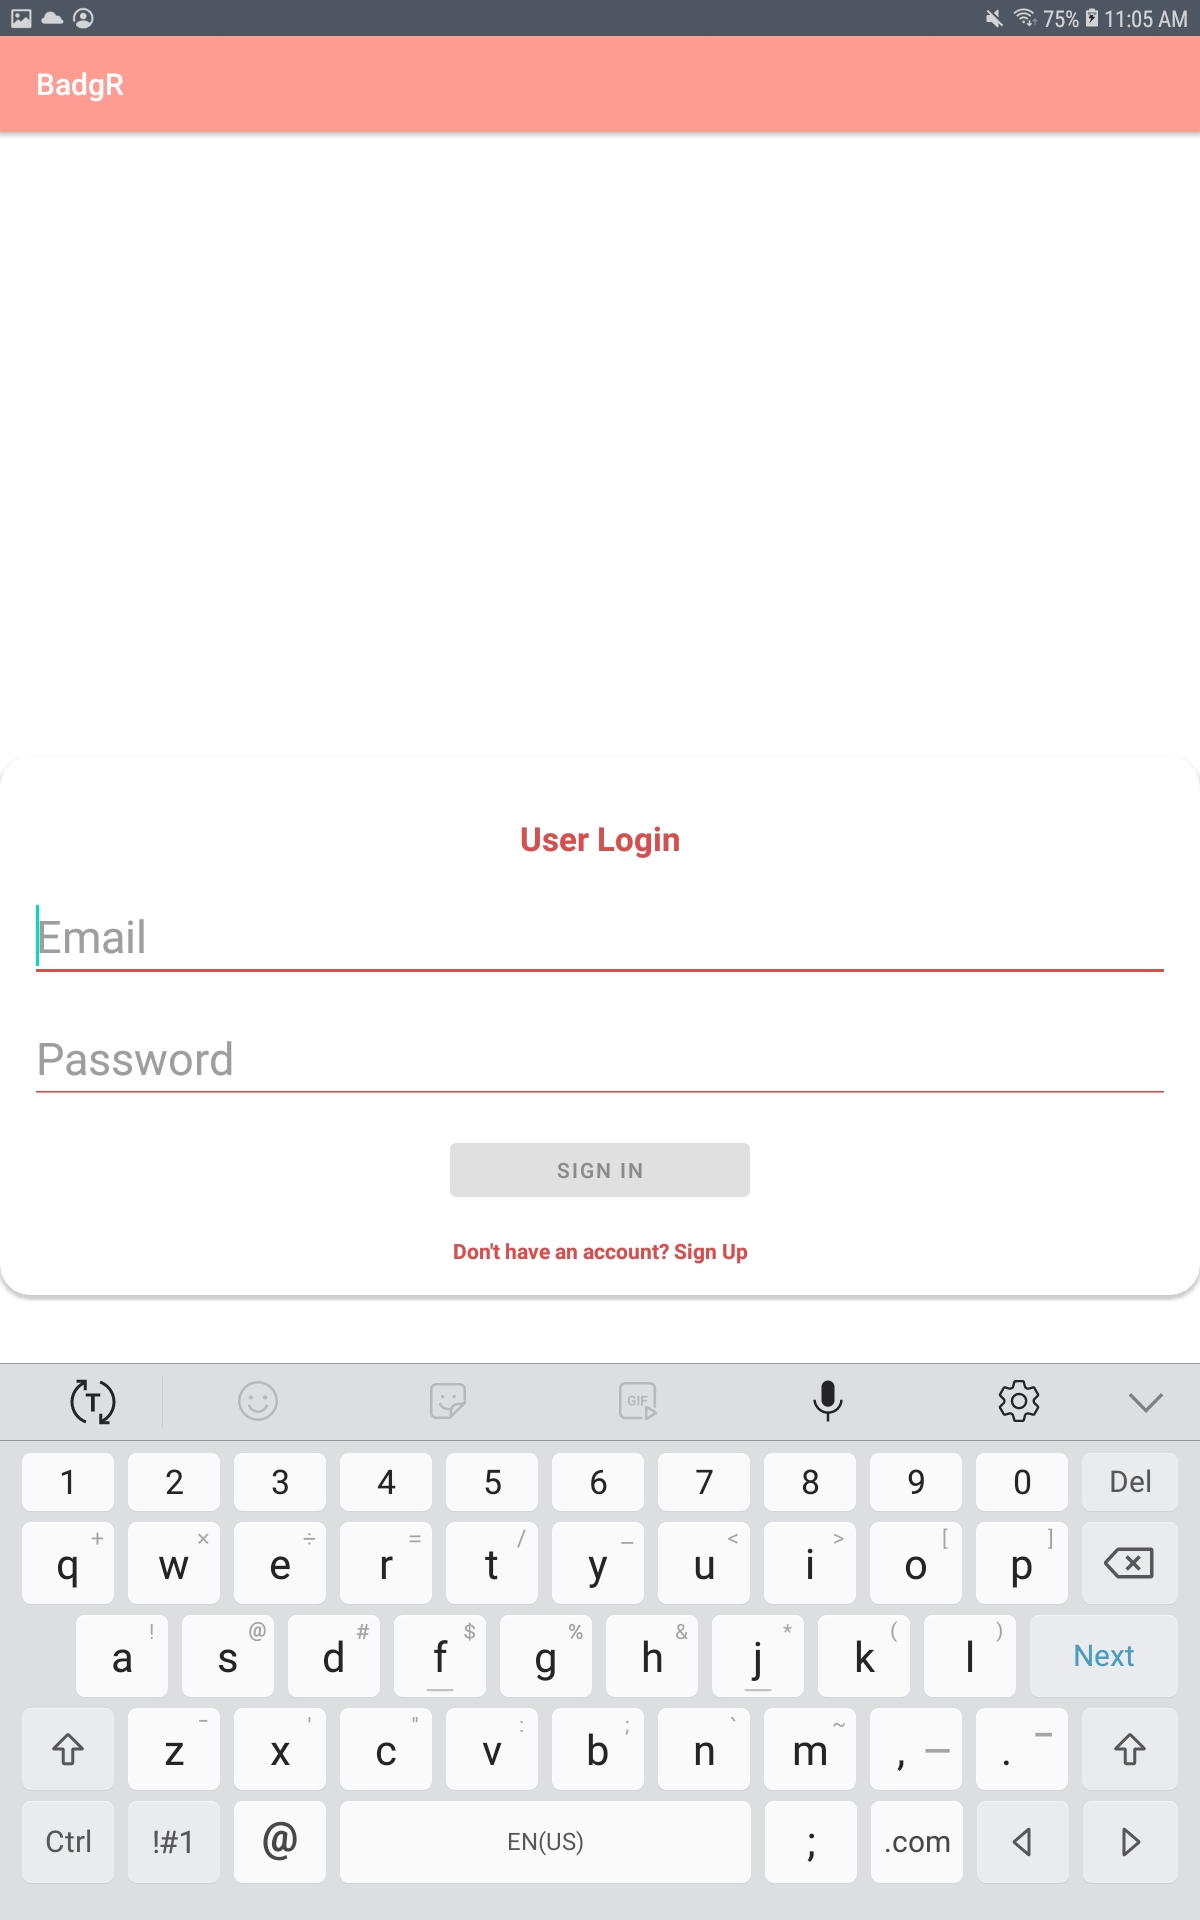 75% 11:05 AM
BadgR
User Login
Email
Password
SIGN IN
Don't have an account? Sign Up
T GIF
1 2 3 4 5 6 7 8 9 0 Del
+ × ÷ = / _ < > [ ]
q w e r t y u i o p
! @ # $ % & * ( )
a s d f g h j k l Next
- ' " : ; ` ~
z x c v b n m , .
Ctrl !#1 @ EN(US) ; .com